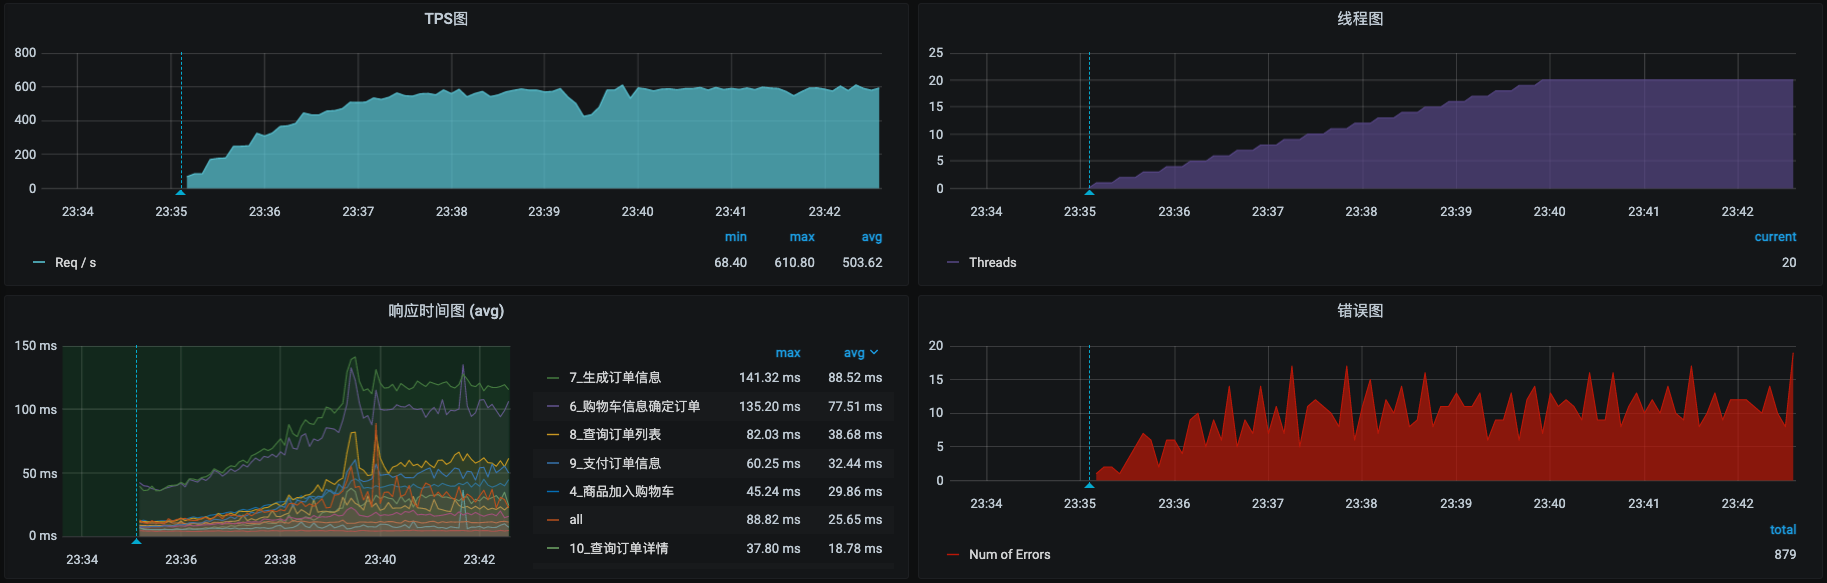 TPS图
800
600
400
200
0
23:34 23:35 23:36 23:37 23:38 23:39 23:40 23:41 23:42
min max avg
Req / s 68.40 610.80 503.62
线程图
25
20
15
10
5
0
23:34 23:35 23:36 23:37 23:38 23:39 23:40 23:41 23:42
current
Threads 20
响应时间图 (avg)
150 ms
100 ms
50 ms
0 ms
23:34 23:36 23:38 23:40 23:42
max avg
7_生成订单信息 141.32 ms 88.52 ms
6_购物车信息确定订单 135.20 ms 77.51 ms
8_查询订单列表 82.03 ms 38.68 ms
9_支付订单信息 60.25 ms 32.44 ms
4_商品加入购物车 45.24 ms 29.86 ms
all 88.82 ms 25.65 ms
10_查询订单详情 37.80 ms 18.78 ms
错误图
20
15
10
5
0
23:34 23:35 23:36 23:37 23:38 23:39 23:40 23:41 23:42
total
Num of Errors 879